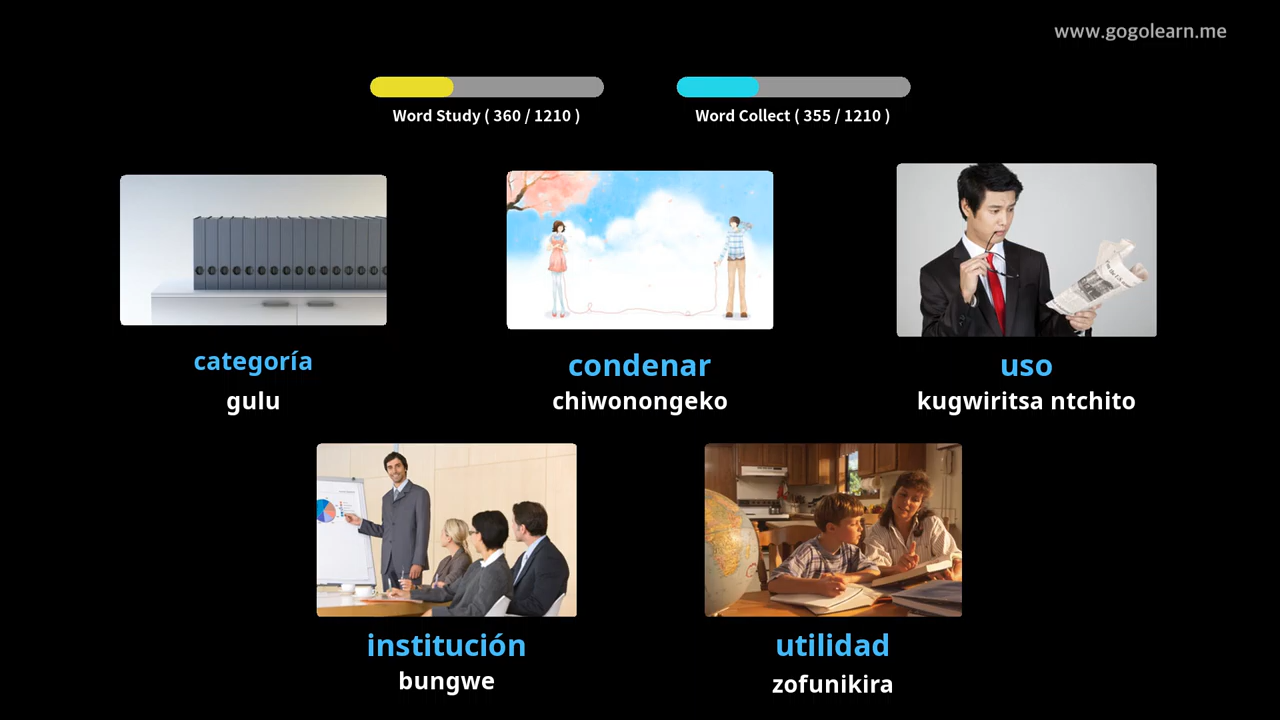 www.gogolearn.me
Word Study ( 360 / 1210 )
Word Collect ( 355 / 1210 )
categoría
gulu
condenar
chiwonongeko
uso
kugwiritsa ntchito
institución
bungwe
utilidad
zofunikira